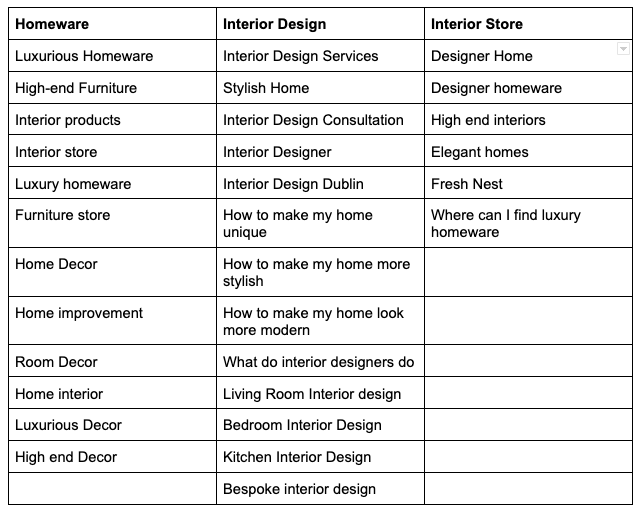 Homeware Interior Design Interior Store
Luxurious Homeware Interior Design Services Designer Home
High-end Furniture Stylish Home Designer homeware
Interior products Interior Design Consultation High end interiors
Interior store Interior Designer Elegant homes
Luxury homeware Interior Design Dublin Fresh Nest
Furniture store How to make my home unique Where can I find luxury homeware
Home Decor How to make my home more stylish
Home improvement How to make my home look more modern
Room Decor What do interior designers do
Home interior Living Room Interior design
Luxurious Decor Bedroom Interior Design
High end Decor Kitchen Interior Design
Bespoke interior design